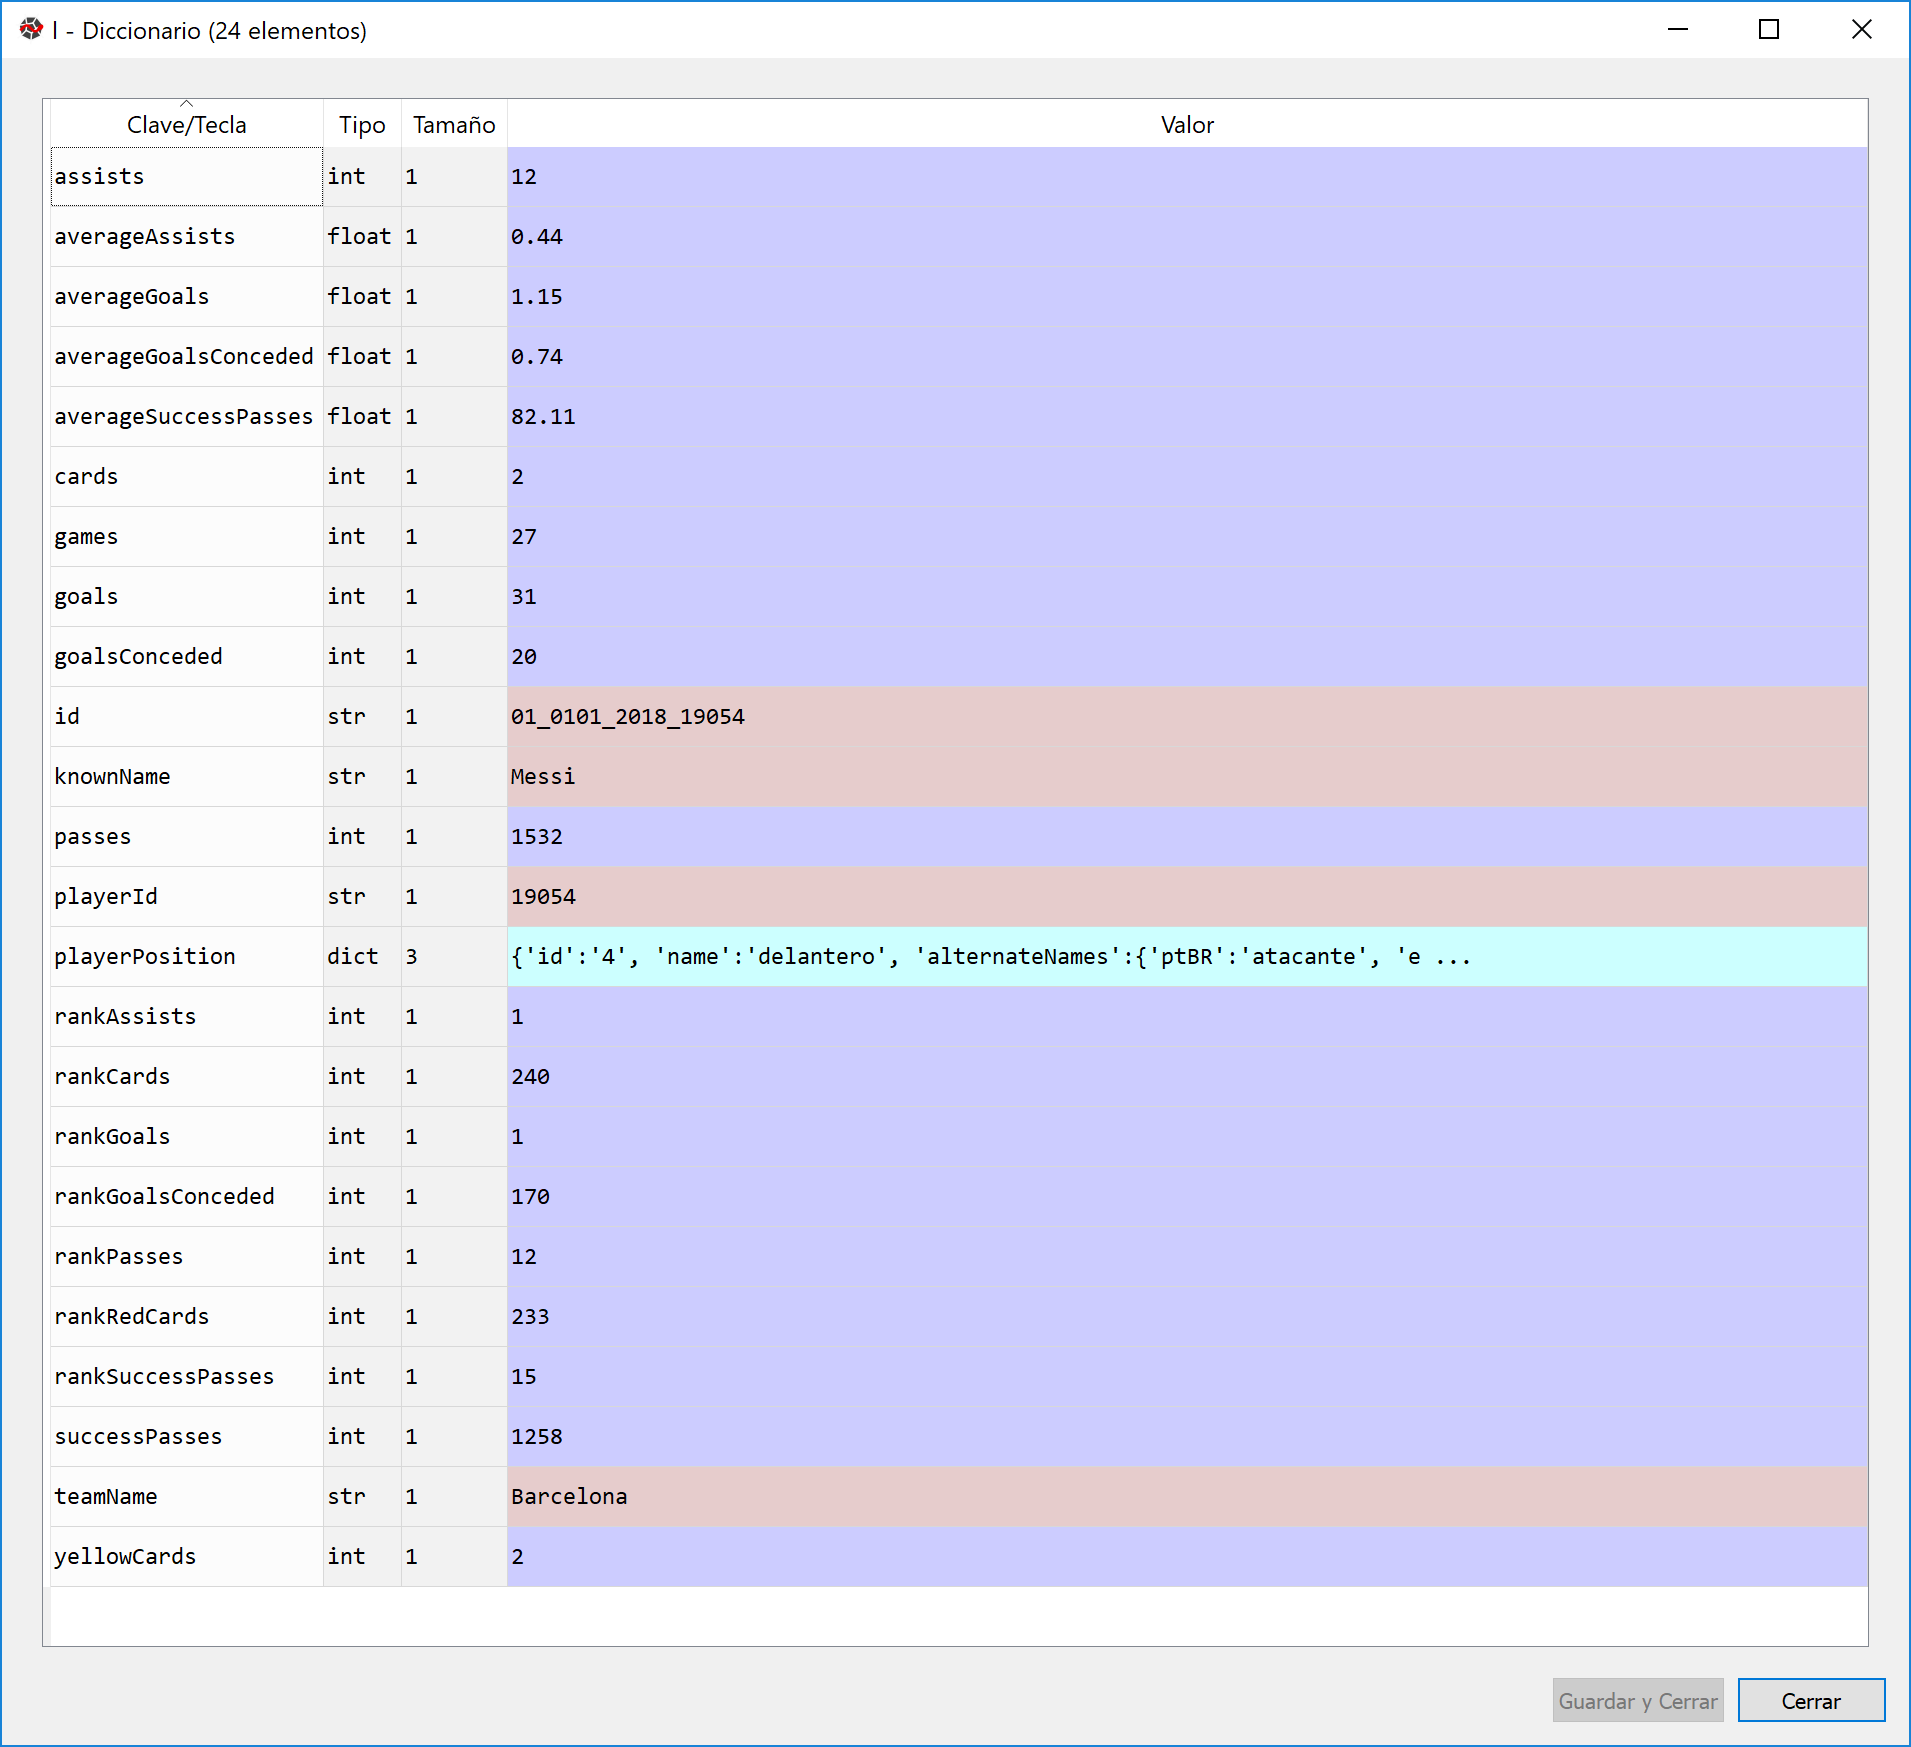 l - Diccionario (24 elementos)
Clave/Tecla Tipo Tamaño Valor
assists int 1 12
averageAssists float 1 0.44
averageGoals float 1 1.15
averageGoalsConceded float 1 0.74
averageSuccessPasses float 1 82.11
cards int 1 2
games int 1 27
goals int 1 31
goalsConceded int 1 20
id str 1 01_0101_2018_19054
knownName str 1 Messi
passes int 1 1532
playerId str 1 19054
playerPosition dict 3 {'id':'4', 'name':'delantero', 'alternateNames':{'ptBR':'atacante', 'e ...
rankAssists int 1 1
rankCards int 1 240
rankGoals int 1 1
rankGoalsConceded int 1 170
rankPasses int 1 12
rankRedCards int 1 233
rankSuccessPasses int 1 15
successPasses int 1 1258
teamName str 1 Barcelona
yellowCards int 1 2
Guardar y Cerrar Cerrar